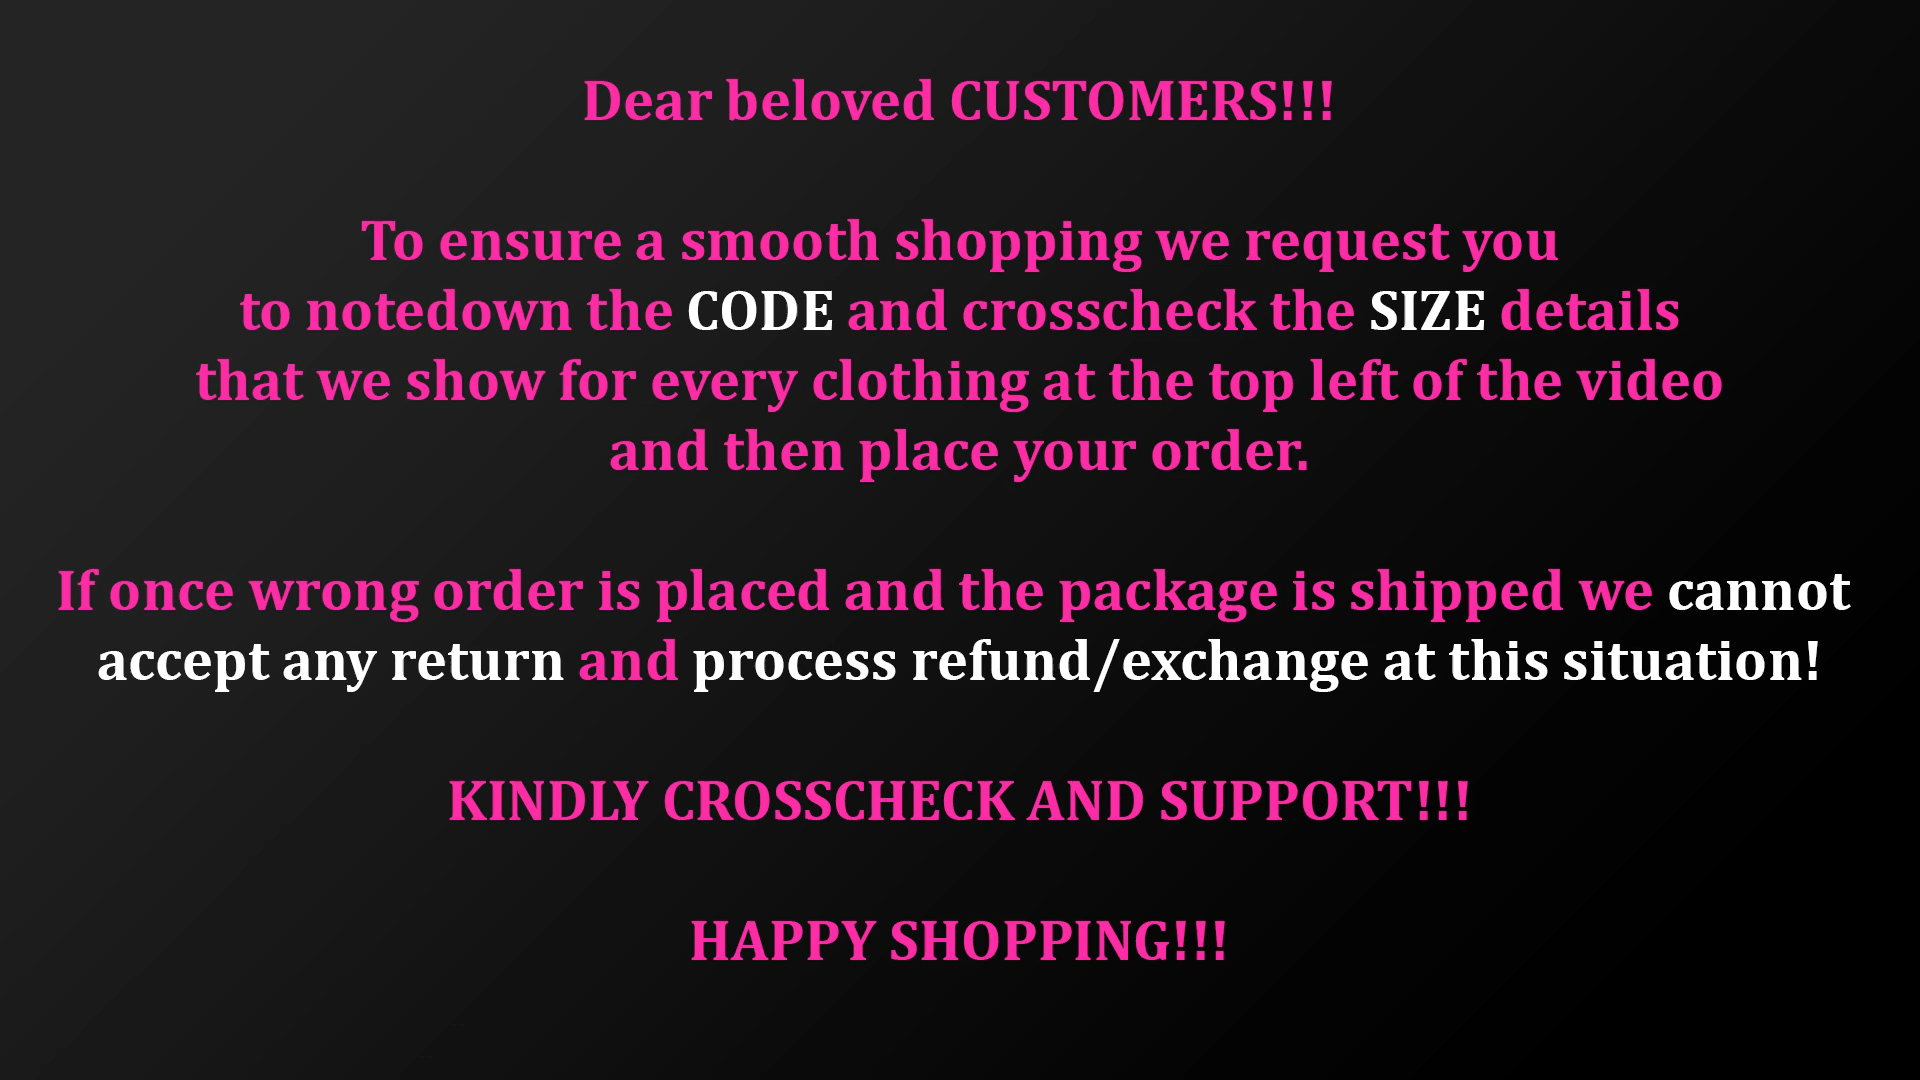 Dear beloved CUSTOMERS!!!
To ensure a smooth shopping we request you
to notedown the CODE and crosscheck the SIZE details
that we show for every clothing at the top left of the video
and then place your order.
If once wrong order is placed and the package is shipped we cannot
accept any return and process refund/exchange at this situation!
KINDLY CROSSCHECK AND SUPPORT!!!
HAPPY SHOPPING!!!